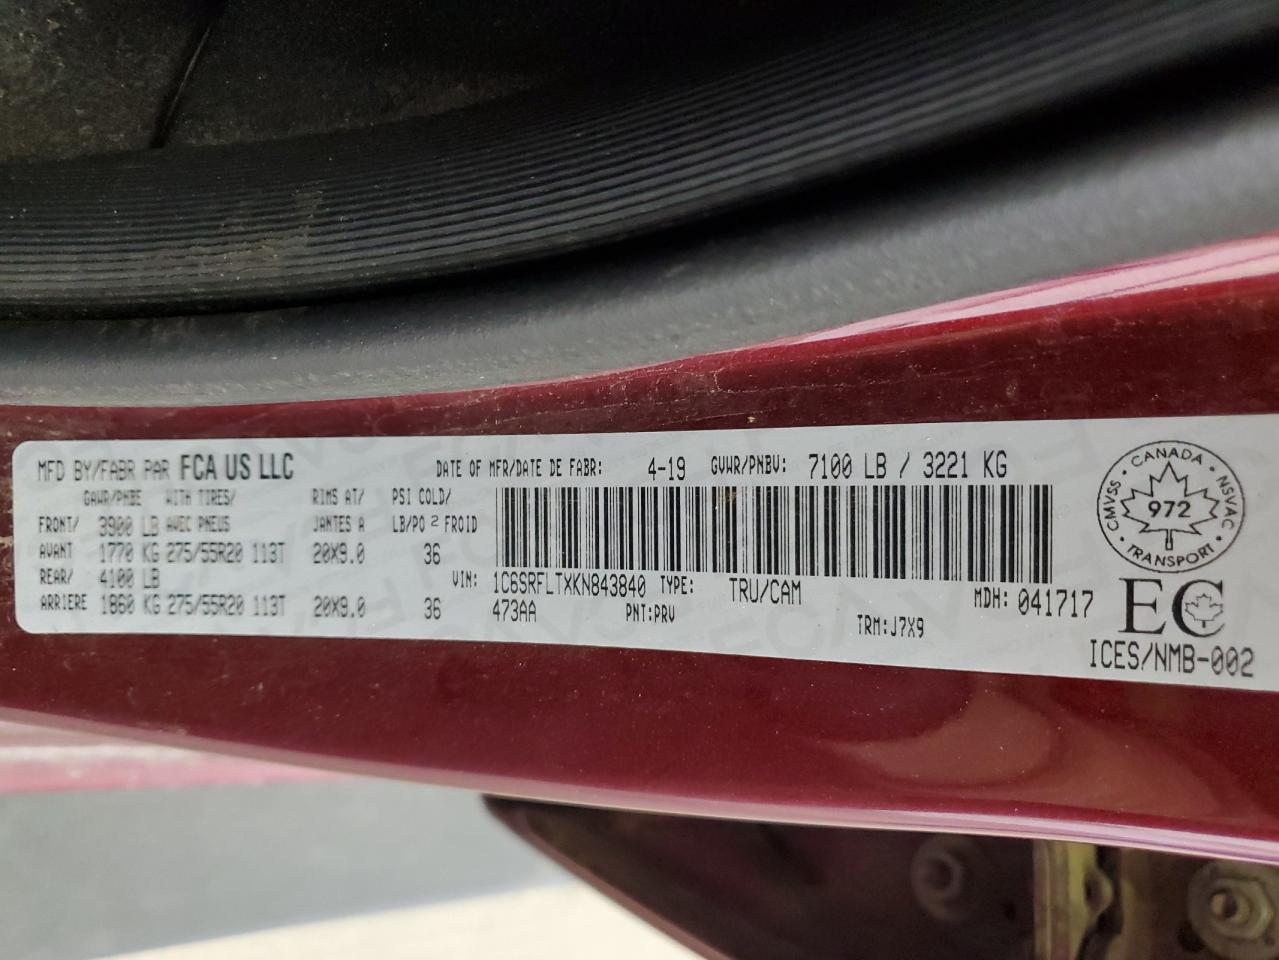 MFD BY/FABR PAR FCA US LLC DATE OF MFR/DATE DE FABR: 4-19 GVWR/PNBV: 7100 LB / 3221 KG
GAWR/PNBE WITH TIRES/ RIMS AT/ PSI COLD/
FRONT/ 3900 LB AVEC PNEUS JANTES A LB/PO² FROID
AVANT 1770 KG 275/55R20 113T 20X9.0 36
REAR/ 4100 LB VIN: 1C6SRFLTXKN843840 TYPE: TRU/CAM MDH: 041717
ARRIERE 1860 KG 275/55R20 113T 20X9.0 36 473AA PNT:PRV TRM:J7X9
CMVSS • CANADA • NSVAC • TRANSPORT •
972
EC
ICES/NMB-002